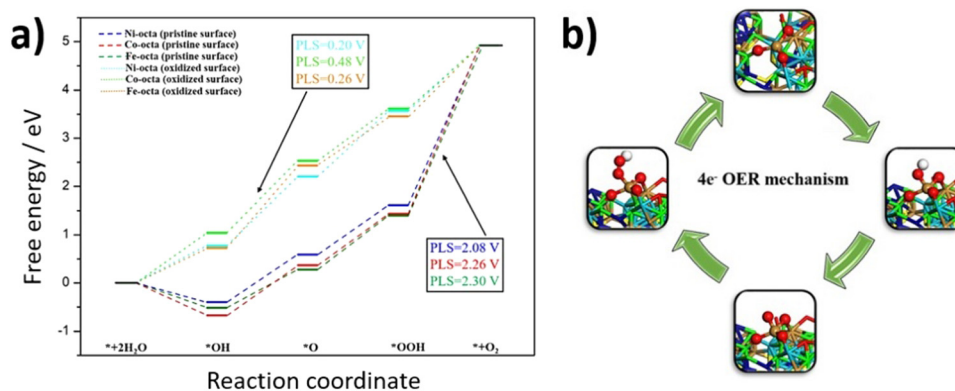 a)
Ni-octa (pristine surface)
Co-octa (pristine surface)
Fe-octa (pristine surface)
Ni-octa (oxidized surface)
Co-octa (oxidized surface)
Fe-octa (oxidized surface)
PLS=0.20 V
PLS=0.48 V
PLS=0.26 V
PLS=2.08 V
PLS=2.26 V
PLS=2.30 V
Free energy / eV
5
4
3
2
1
0
-1
*+2H₂O *OH *O *OOH *+O₂
Reaction coordinate
b)
4e⁻ OER mechanism